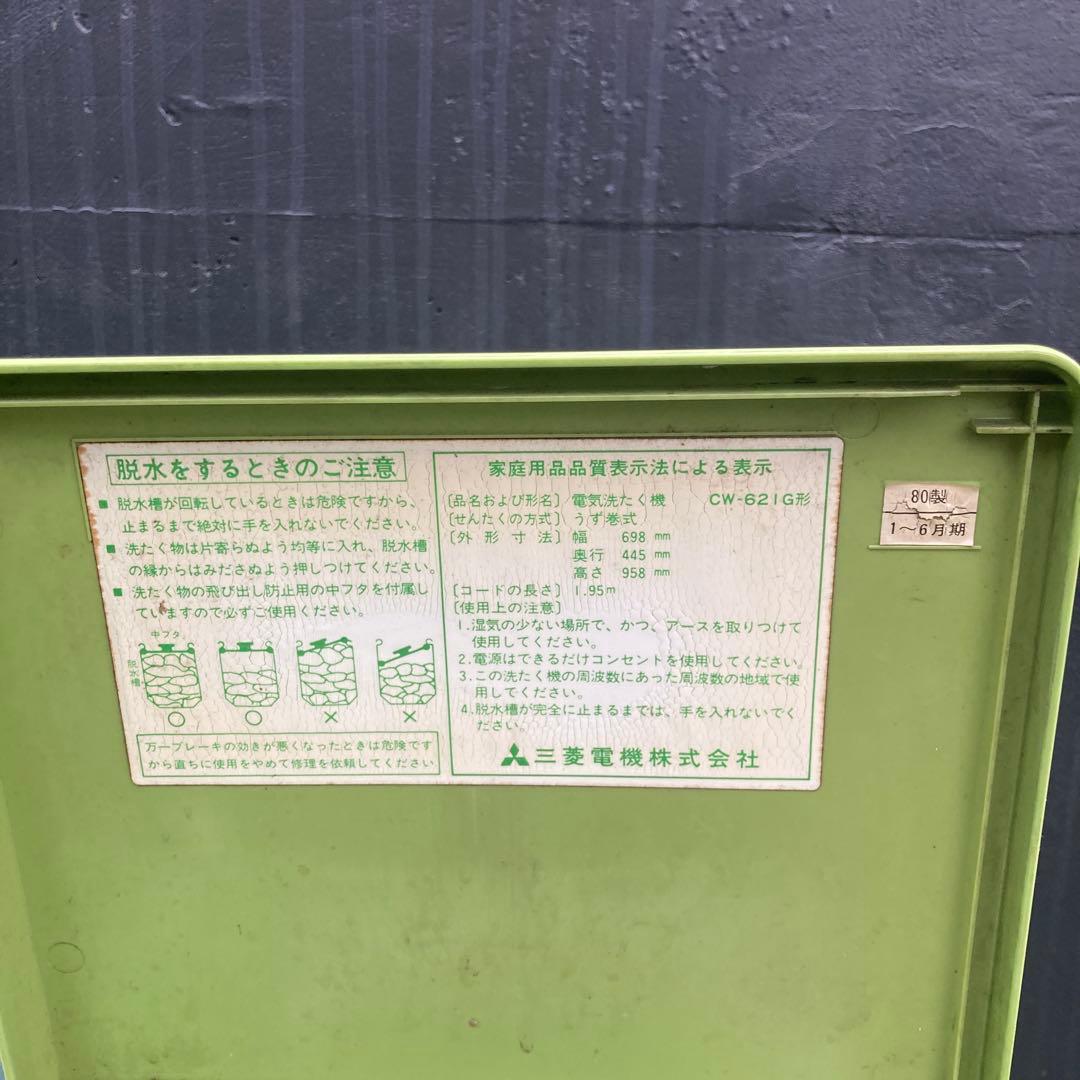 脱水をするときのご注意
■ 脱水槽が回転しているときは危険ですから、
止まるまで絶対に手を入れないでください。
■ 洗たく物は片寄らぬよう均等に入れ、脱水槽
の縁からはみださぬよう押しつけてください。
■ 洗たく物の飛び出し防止用の中フタを付属し
ていますので必ずご使用ください。
中フタ
脱水槽
○ ○ × ×
万一ブレーキの効きが悪くなったときは危険です
から直ちに使用をやめて修理を依頼してください
家庭用品品質表示法による表示
〔品名および形名〕 電気洗たく機 CW-621G形
〔せんたくの方式〕 うず巻式
〔外形寸法〕 幅 698 mm
奥行 445 mm
高さ 958 mm
〔コードの長さ〕 1.95m
〔使用上の注意〕
1.湿気の少ない場所で、かつ、アースを取りつけて
使用してください。
2.電源はできるだけコンセントを使用してください。
3.この洗たく機の周波数にあった周波数の地域で使
用してください。
4.脱水槽が完全に止まるまでは、手を入れないでく
ださい。
三菱電機株式会社
80製
1〜6月期